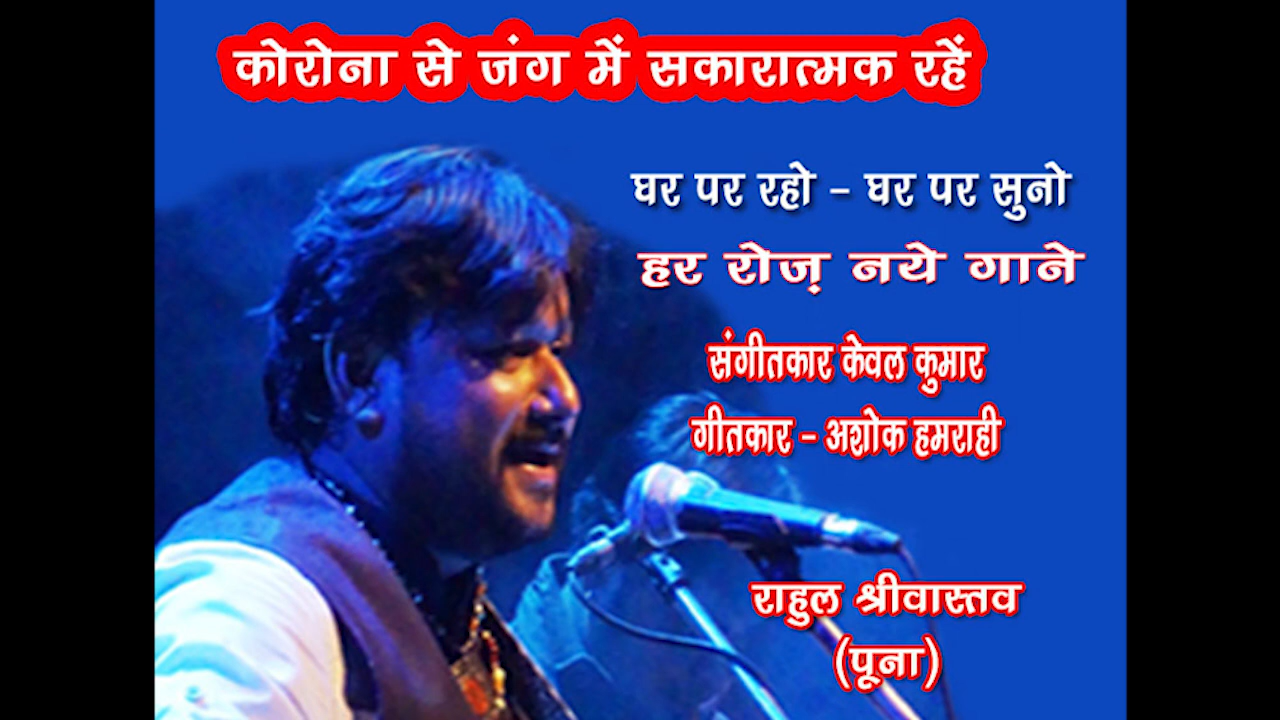 कोरोना से जंग में सकारात्मक रहें
घर पर रहो - घर पर सुनो
हर रोज़ नये गाने
संगीतकार केवल कुमार
गीतकार - अशोक हमराही
राहुल श्रीवास्तव
(पूना)